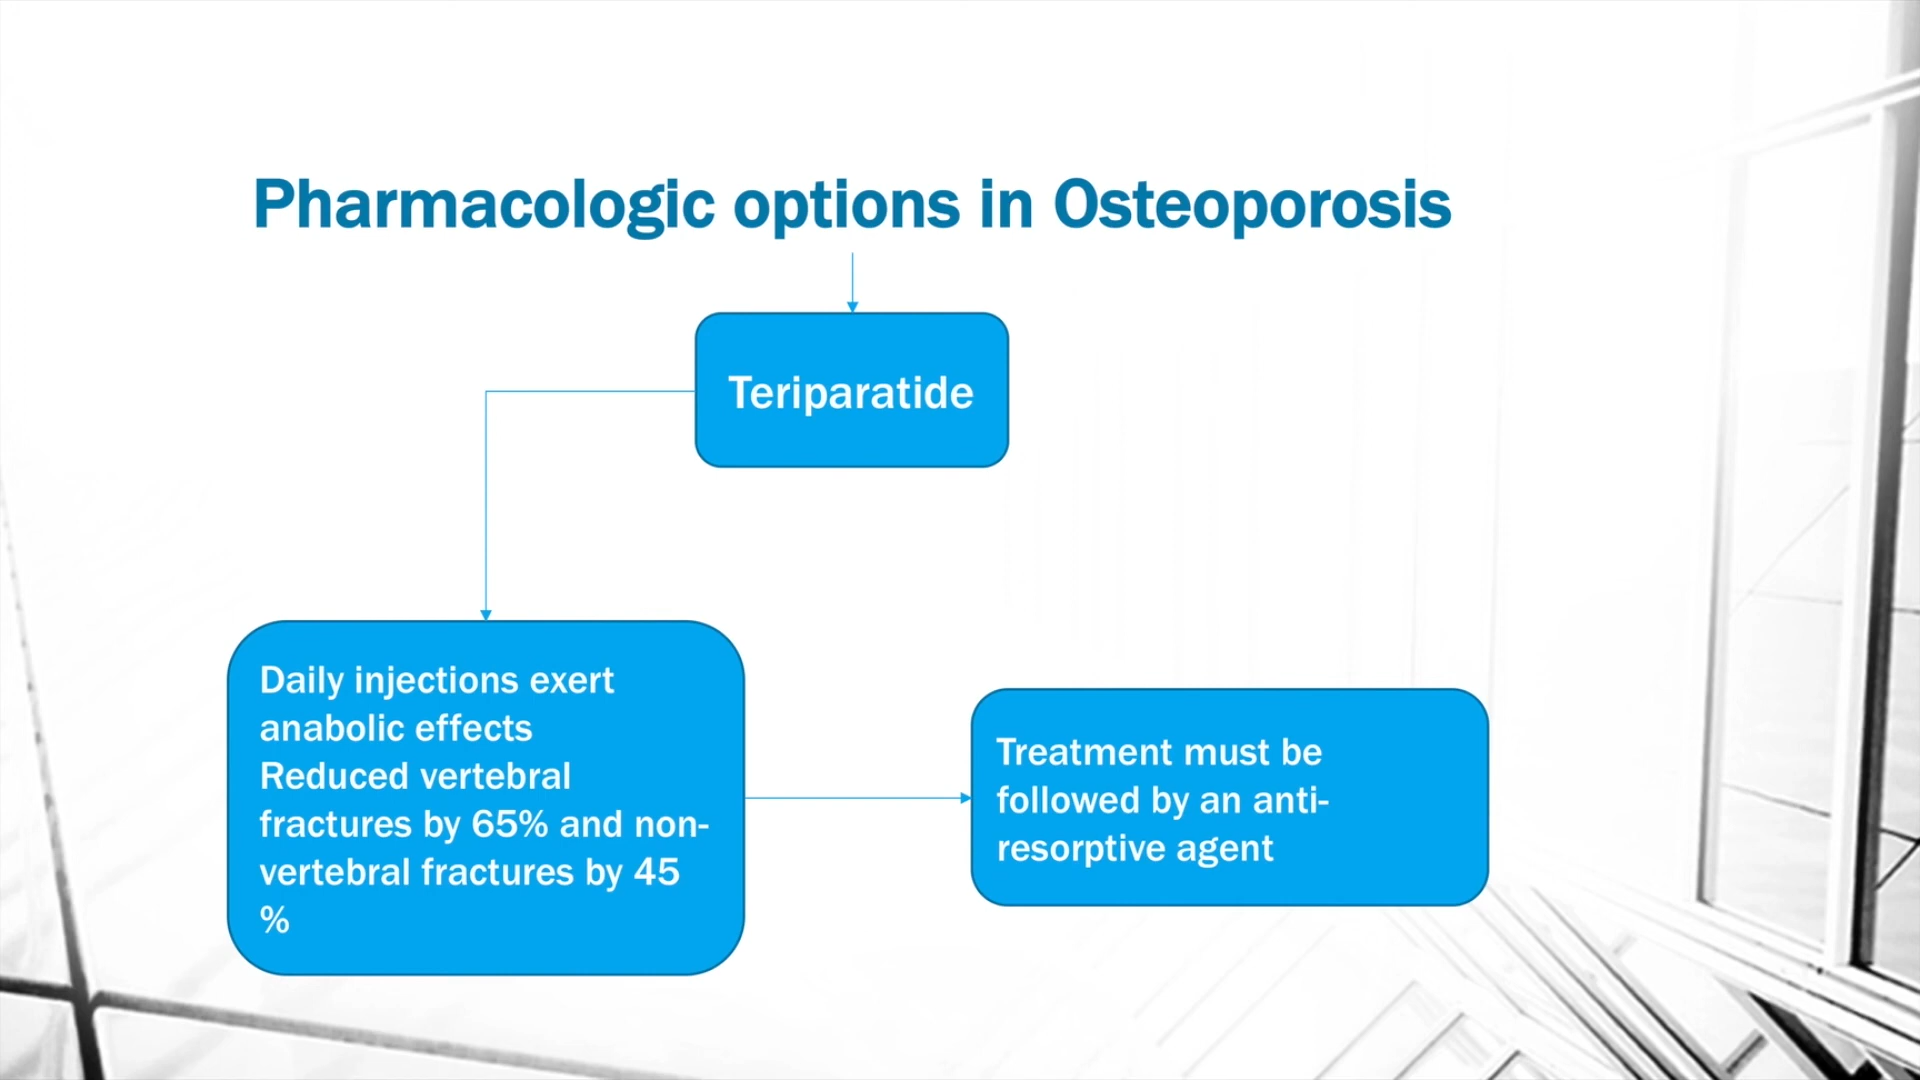 Pharmacologic options in Osteoporosis
Teriparatide
Daily injections exert
anabolic effects
Reduced vertebral
fractures by 65% and non-
vertebral fractures by 45
%
Treatment must be
followed by an anti-
resorptive agent